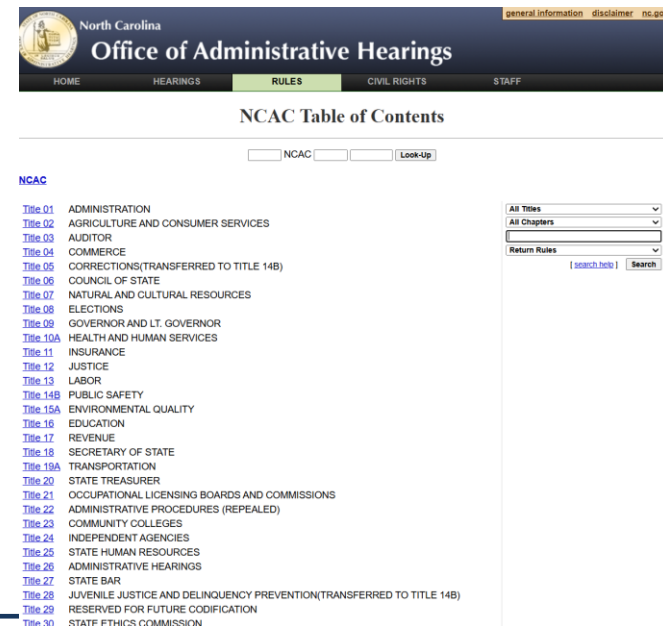 general information disclaimer nc.go
North Carolina
Office of Administrative Hearings
HOME HEARINGS RULES CIVIL RIGHTS STAFF
NCAC Table of Contents
NCAC Look-Up
NCAC
Title 01 ADMINISTRATION
Title 02 AGRICULTURE AND CONSUMER SERVICES
Title 03 AUDITOR
Title 04 COMMERCE
Title 05 CORRECTIONS(TRANSFERRED TO TITLE 14B)
Title 06 COUNCIL OF STATE
Title 07 NATURAL AND CULTURAL RESOURCES
Title 08 ELECTIONS
Title 09 GOVERNOR AND LT. GOVERNOR
Title 10A HEALTH AND HUMAN SERVICES
Title 11 INSURANCE
Title 12 JUSTICE
Title 13 LABOR
Title 14B PUBLIC SAFETY
Title 15A ENVIRONMENTAL QUALITY
Title 16 EDUCATION
Title 17 REVENUE
Title 18 SECRETARY OF STATE
Title 19A TRANSPORTATION
Title 20 STATE TREASURER
Title 21 OCCUPATIONAL LICENSING BOARDS AND COMMISSIONS
Title 22 ADMINISTRATIVE PROCEDURES (REPEALED)
Title 23 COMMUNITY COLLEGES
Title 24 INDEPENDENT AGENCIES
Title 25 STATE HUMAN RESOURCES
Title 26 ADMINISTRATIVE HEARINGS
Title 27 STATE BAR
Title 28 JUVENILE JUSTICE AND DELINQUENCY PREVENTION(TRANSFERRED TO TITLE 14B)
Title 29 RESERVED FOR FUTURE CODIFICATION
Title 30 STATE ETHICS COMMISSION
All Titles
All Chapters
Return Rules
[ search help ] Search